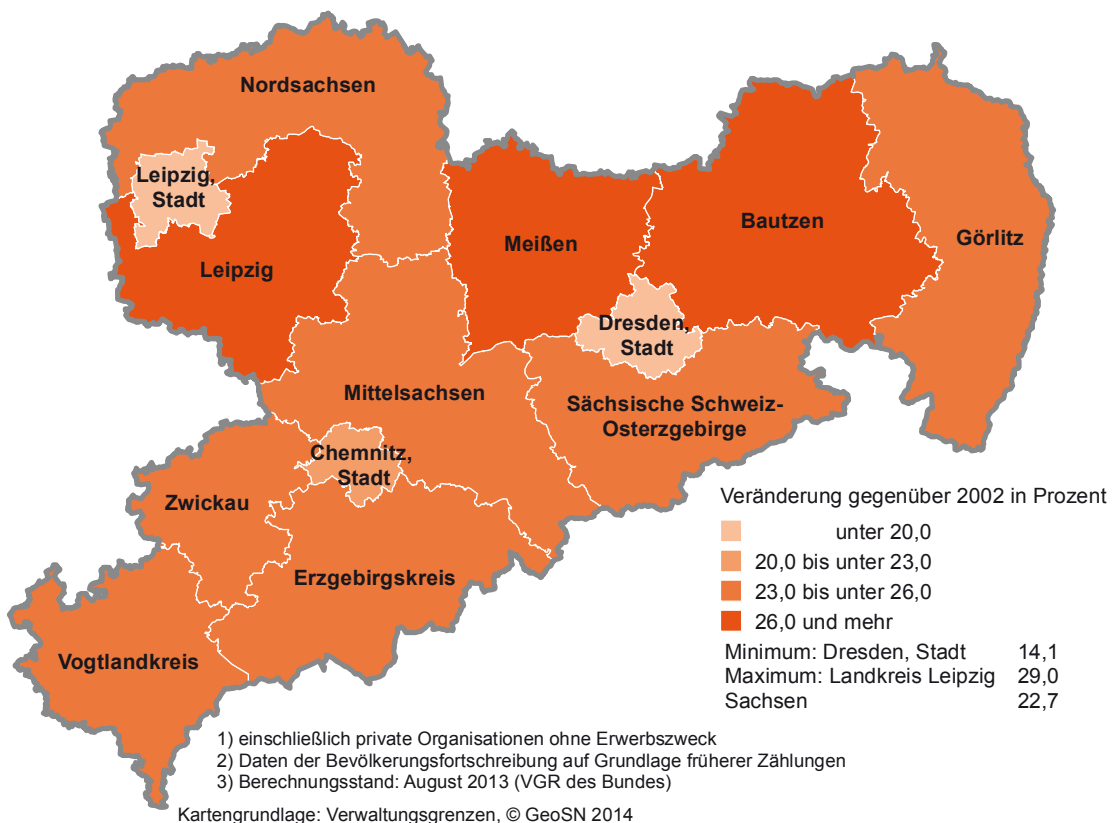 Nordsachsen
Leipzig,
Stadt
Leipzig
Meißen
Bautzen
Görlitz
Dresden,
Stadt
Mittelsachsen
Sächsische Schweiz-
Osterzgebirge
Chemnitz,
Stadt
Zwickau
Erzgebirgskreis
Vogtlandkreis
Veränderung gegenüber 2002 in Prozent
unter 20,0
20,0 bis unter 23,0
23,0 bis unter 26,0
26,0 und mehr
Minimum: Dresden, Stadt 14,1
Maximum: Landkreis Leipzig 29,0
Sachsen 22,7
1) einschließlich private Organisationen ohne Erwerbszweck
2) Daten der Bevölkerungsfortschreibung auf Grundlage früherer Zählungen
3) Berechnungsstand: August 2013 (VGR des Bundes)
Kartengrundlage: Verwaltungsgrenzen, © GeoSN 2014